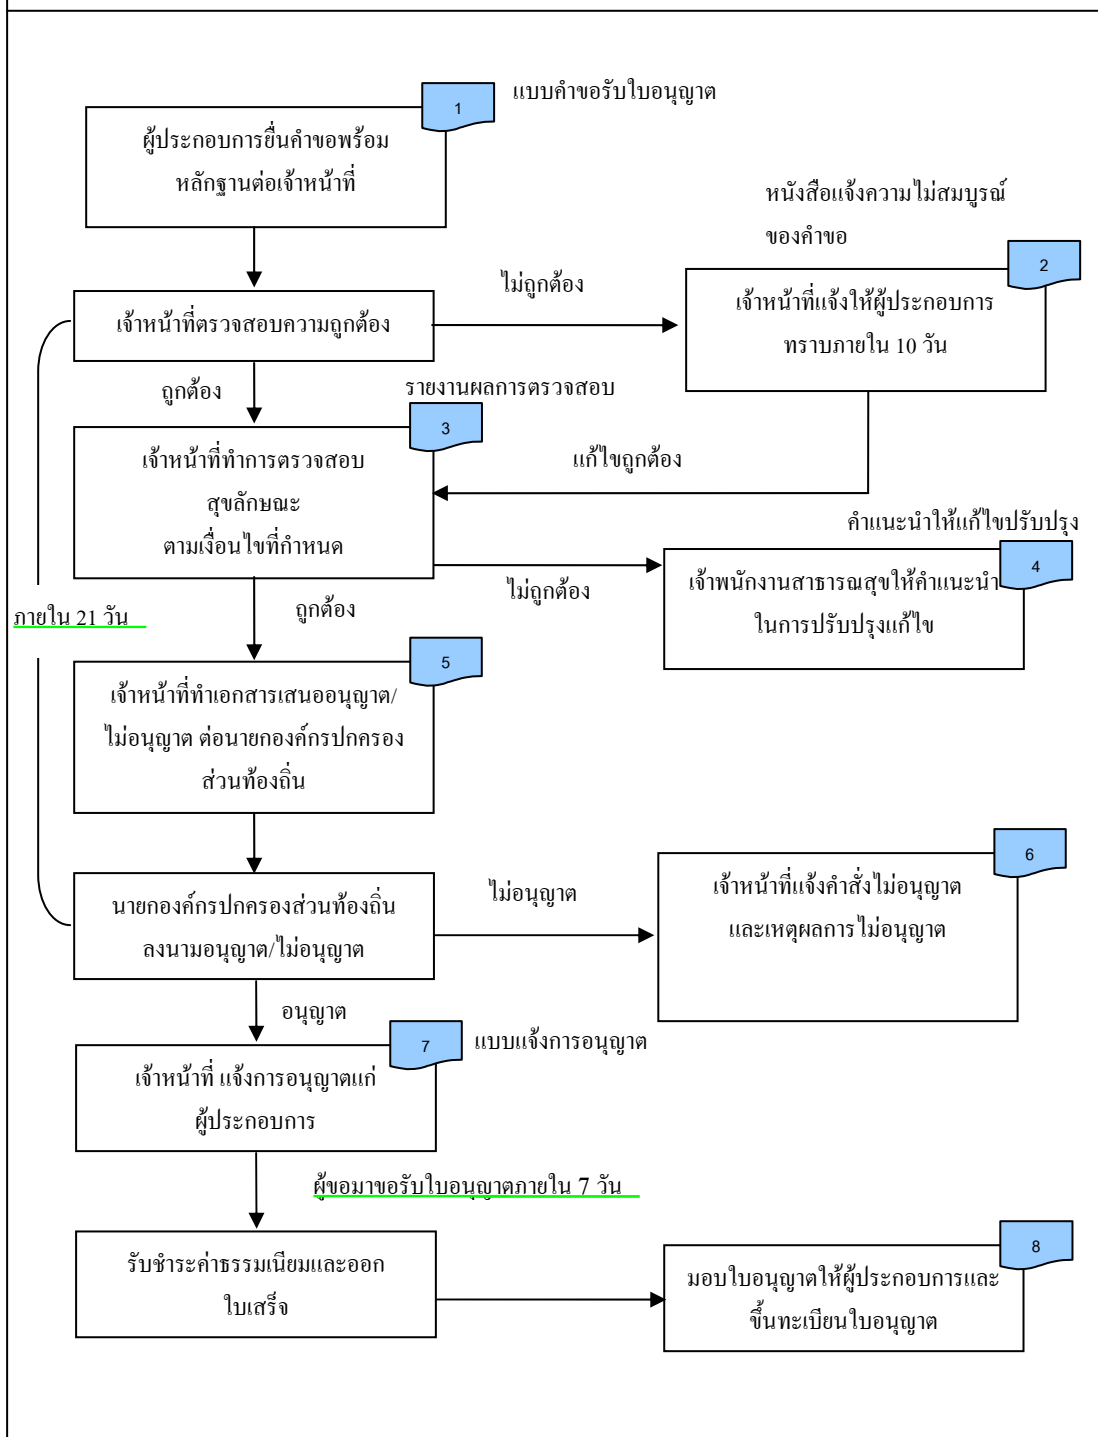 1
แบบคำขอรับใบอนุญาต
ผู้ประกอบการยื่นคำขอพร้อม
หลักฐานต่อเจ้าหน้าที่
หนังสือแจ้งความไม่สมบูรณ์
ของคำขอ
2
ไม่ถูกต้อง
เจ้าหน้าที่แจ้งให้ผู้ประกอบการ
ทราบภายใน 10 วัน
เจ้าหน้าที่ตรวจสอบความถูกต้อง
ถูกต้อง
รายงานผลการตรวจสอบ
3
แก้ไขถูกต้อง
เจ้าหน้าที่ทำการตรวจสอบ
สุขลักษณะ
ตามเงื่อนไขที่กำหนด
คำแนะนำให้แก้ไขปรับปรุง
4
ไม่ถูกต้อง
เจ้าพนักงานสาธารณสุขให้คำแนะนำ
ในการปรับปรุงแก้ไข
ภายใน 21 วัน
ถูกต้อง
5
เจ้าหน้าที่ทำเอกสารเสนออนุญาต/
ไม่อนุญาต ต่อนายกองค์กรปกครอง
ส่วนท้องถิ่น
6
ไม่อนุญาต
เจ้าหน้าที่แจ้งคำสั่งไม่อนุญาต
และเหตุผลการไม่อนุญาต
นายกองค์กรปกครองส่วนท้องถิ่น
ลงนามอนุญาต/ไม่อนุญาต
อนุญาต
7
แบบแจ้งการอนุญาต
เจ้าหน้าที่ แจ้งการอนุญาตแก่
ผู้ประกอบการ
ผู้ขอมาขอรับใบอนุญาตภายใน 7 วัน
รับชำระค่าธรรมเนียมและออก
ใบเสร็จ
8
มอบใบอนุญาตให้ผู้ประกอบการและ
ขึ้นทะเบียนใบอนุญาต